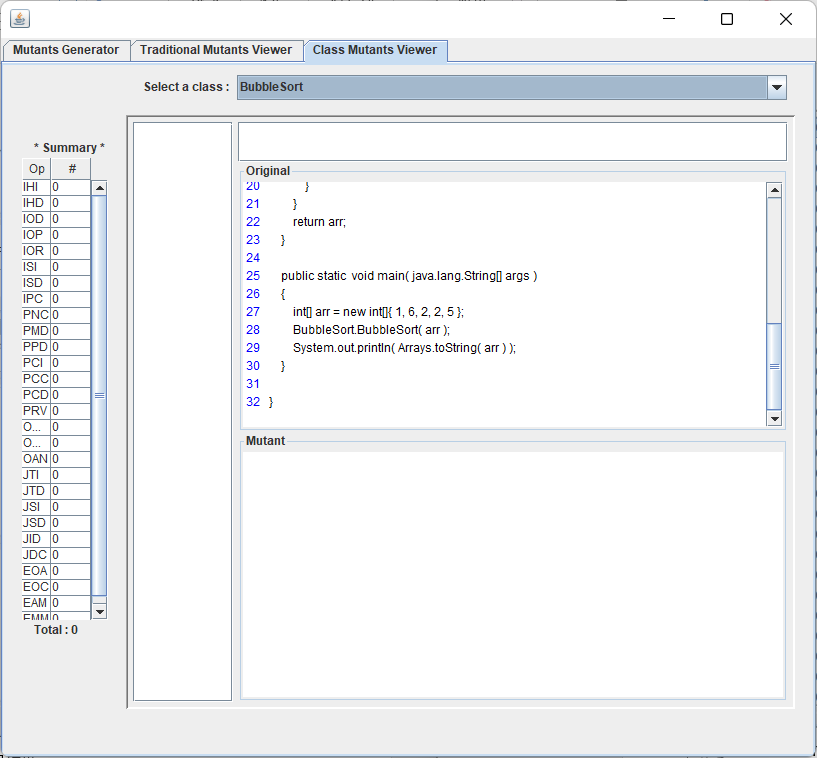 Mutants Generator Traditional Mutants Viewer Class Mutants Viewer
Select a class : BubbleSort
* Summary *
Op #
IHI 0
IHD 0
IOD 0
IOP 0
IOR 0
ISI 0
ISD 0
IPC 0
PNC 0
PMD 0
PPD 0
PCI 0
PCC 0
PCD 0
PRV 0
O... 0
O... 0
OAN 0
JTI 0
JTD 0
JSI 0
JSD 0
JID 0
JDC 0
EOA 0
EOC 0
EAM 0
EMM 0
Total : 0
Original
20 }
21 }
22 return arr;
23 }
24
25 public static void main( java.lang.String[] args )
26 {
27 int[] arr = new int[]{ 1, 6, 2, 2, 5 };
28 BubbleSort.BubbleSort( arr );
29 System.out.println( Arrays.toString( arr ) );
30 }
31
32 }
Mutant